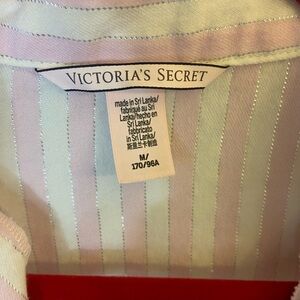 VICTORIA'S SECRET
made in Sri Lanka/
fabriqué au Sri
Lanka/hecho en
Sri Lanka/
fabbricato
in Sri Lanka/
斯里兰卡制造
M/
170/96A